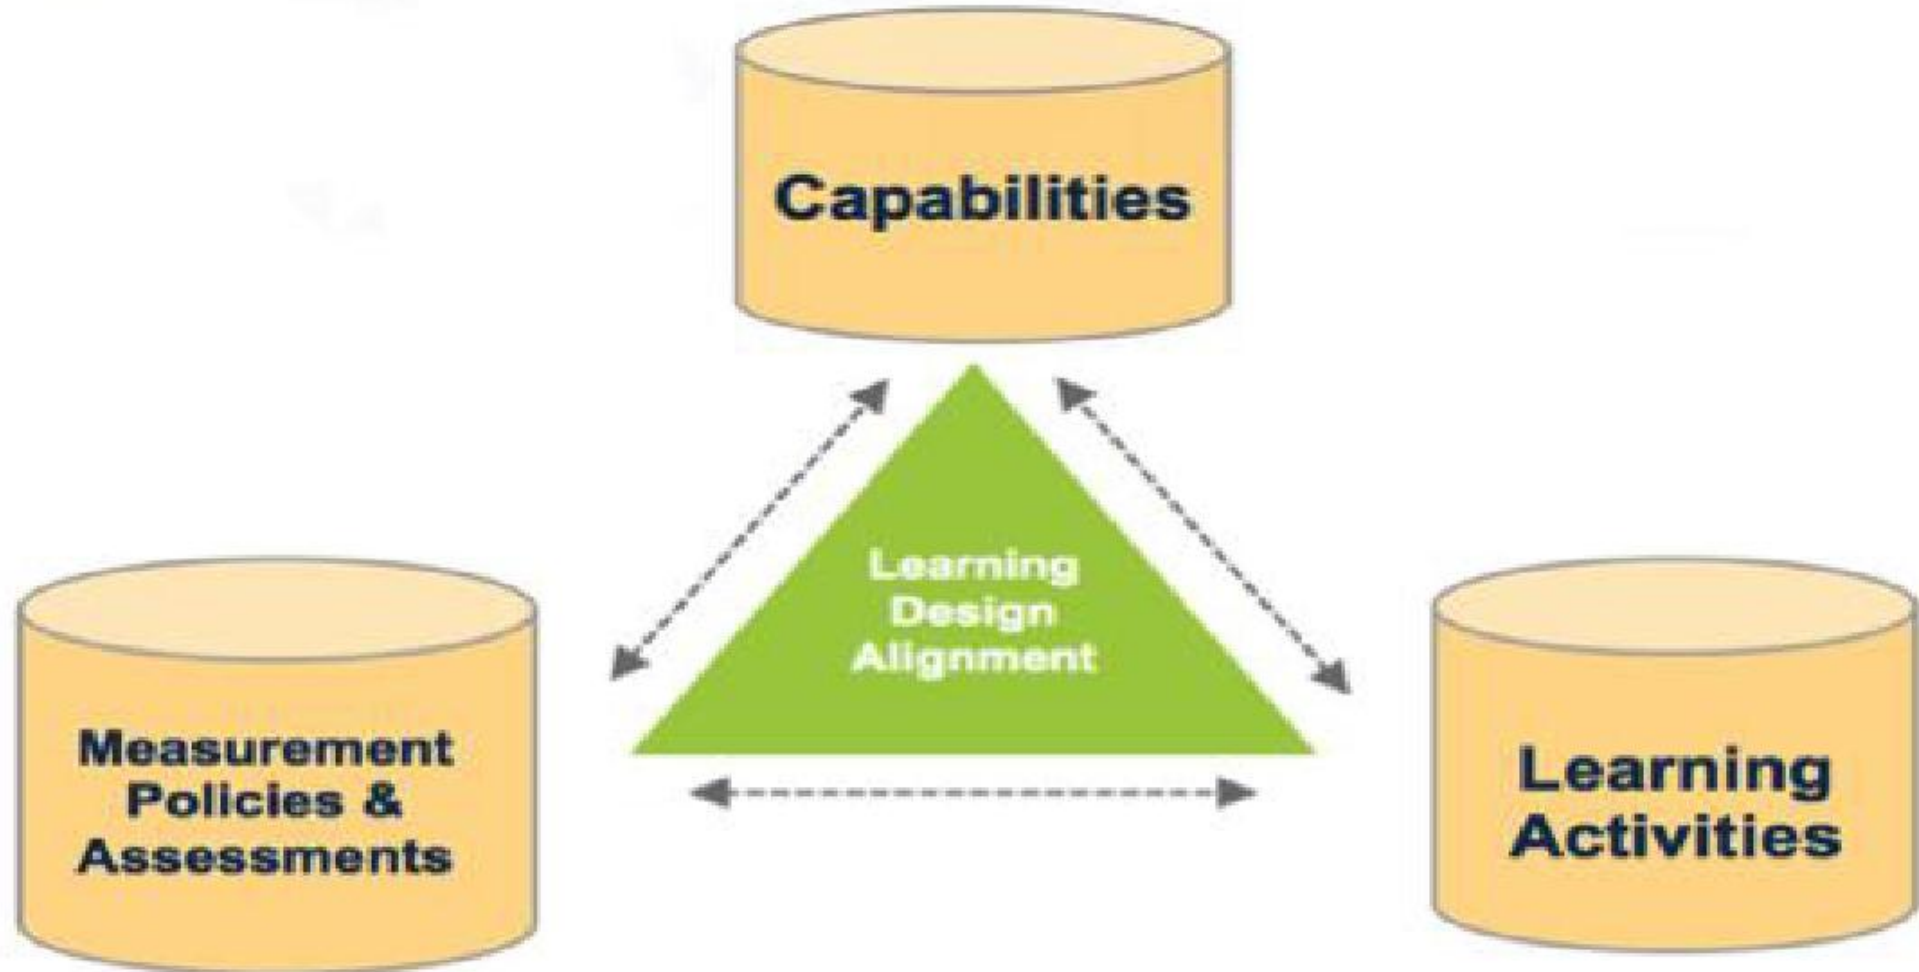 Capabilities
Learning
Design
Alignment
Measurement
Policies &
Assessments
Learning
Activities